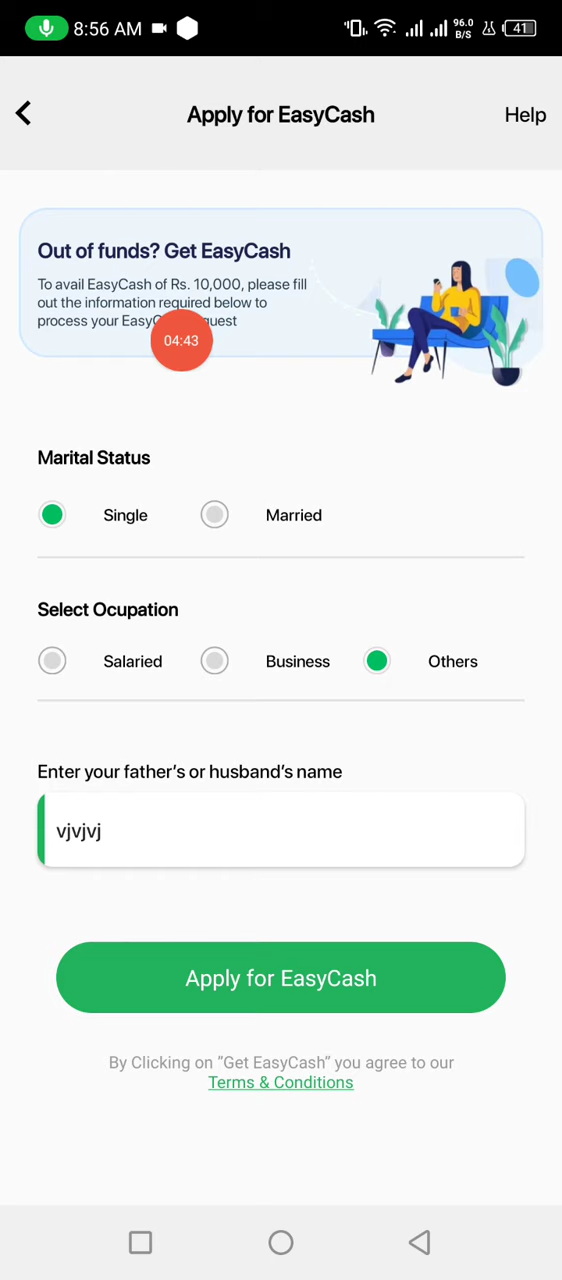 8:56 AM
96.0
B/S
41
Apply for EasyCash
Help
Out of funds? Get EasyCash
To avail EasyCash of Rs. 10,000, please fill
out the information required below to
process your quest
04:43
Marital Status
Single
Married
Select Ocupation
Salaried
Business
Others
Enter your father's or husband's name
vjvjvj
Apply for EasyCash
By Clicking on "Get EasyCash" you agree to our
Terms & Conditions